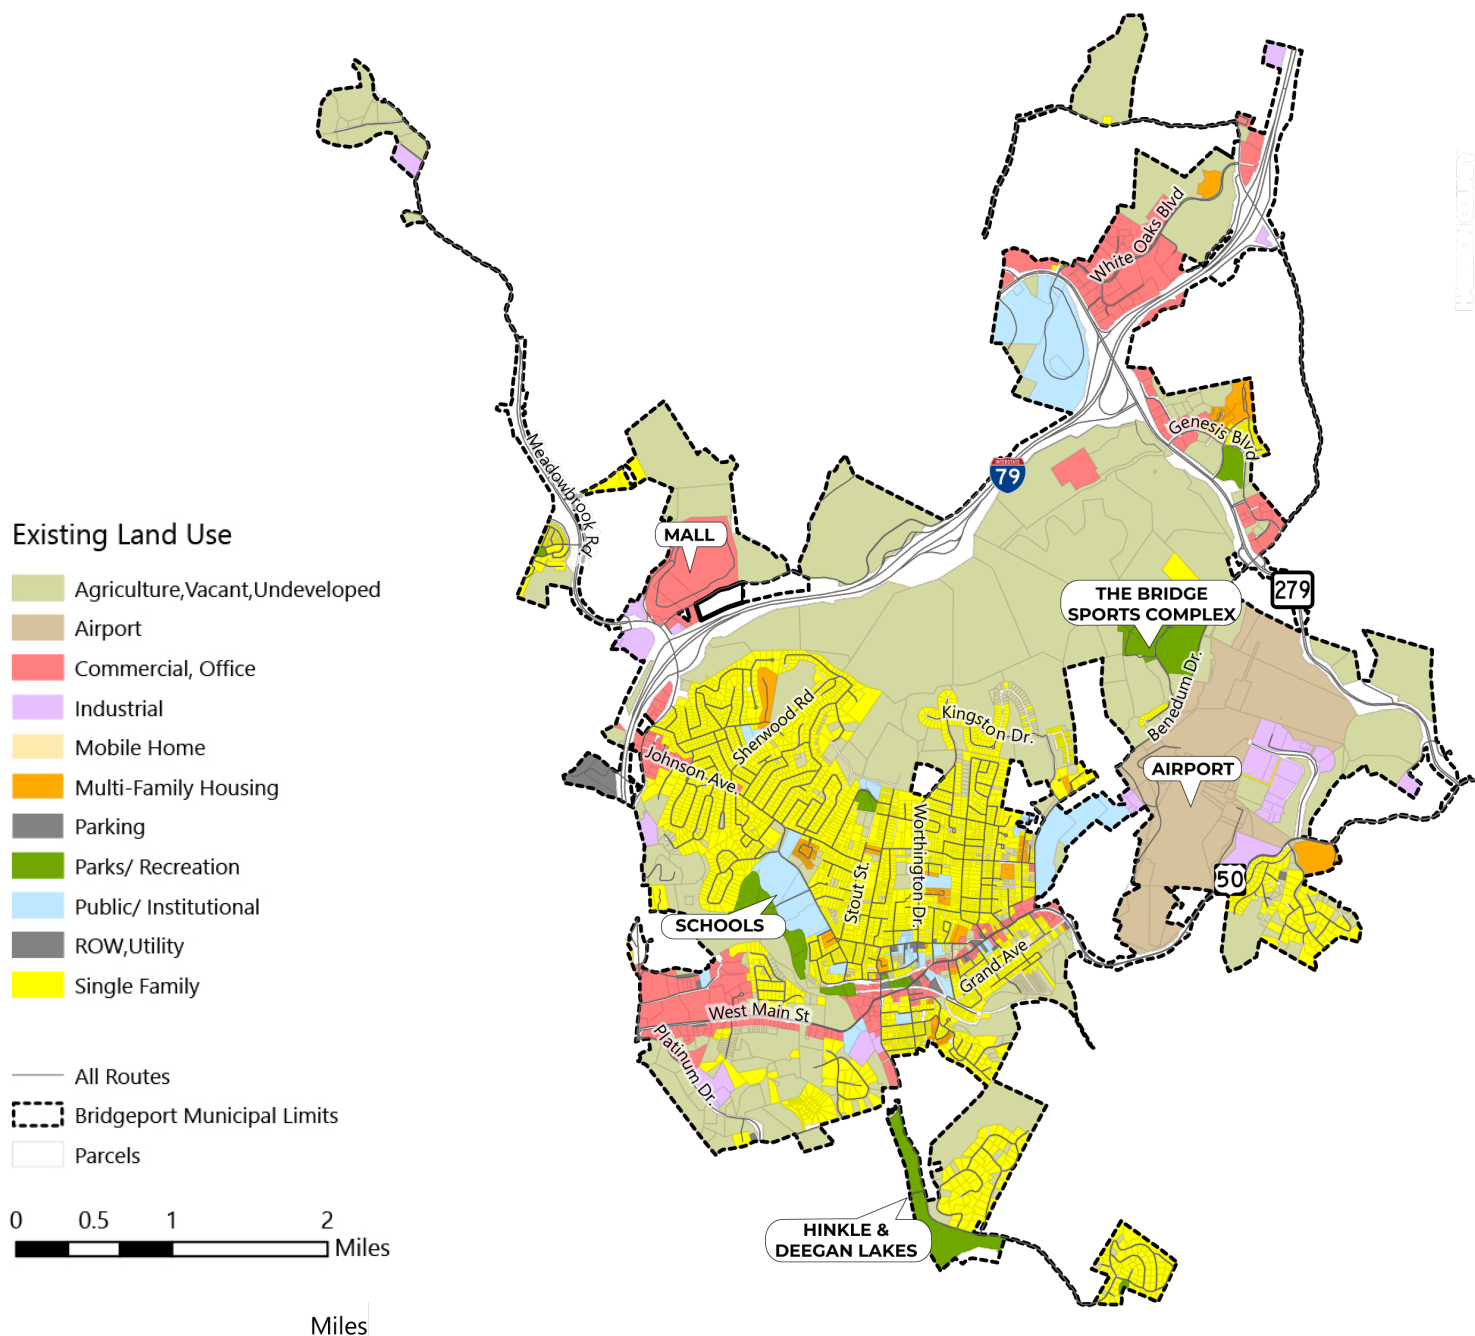 HARRISON COUNTY
White Oaks Blvd
Genesis Blvd
INTERSTATE
79
Meadowbrook Rd.
MALL
Existing Land Use
Agriculture,Vacant,Undeveloped
Airport
Commercial, Office
Industrial
Mobile Home
Multi-Family Housing
Parking
Parks/ Recreation
Public/ Institutional
ROW,Utility
Single Family
All Routes
Bridgeport Municipal Limits
Parcels
0 0.5 1 2
Miles
Miles
279
THE BRIDGE
SPORTS COMPLEX
Benedum Dr.
Kingston Dr.
Sherwood Rd
Johnson Ave.
AIRPORT
Worthington Dr.
Stout St.
50
SCHOOLS
Grand Ave
West Main St
Platinum Dr.
HINKLE &
DEEGAN LAKES